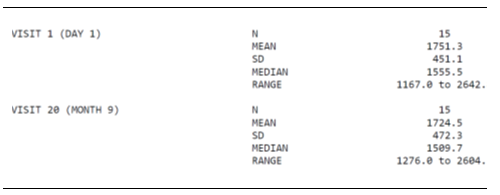 VISIT 1 (DAY 1) N 15
MEAN 1751.3
SD 451.1
MEDIAN 1555.5
RANGE 1167.0 to 2642.
VISIT 20 (MONTH 9) N 15
MEAN 1724.5
SD 472.3
MEDIAN 1509.7
RANGE 1276.0 to 2604.